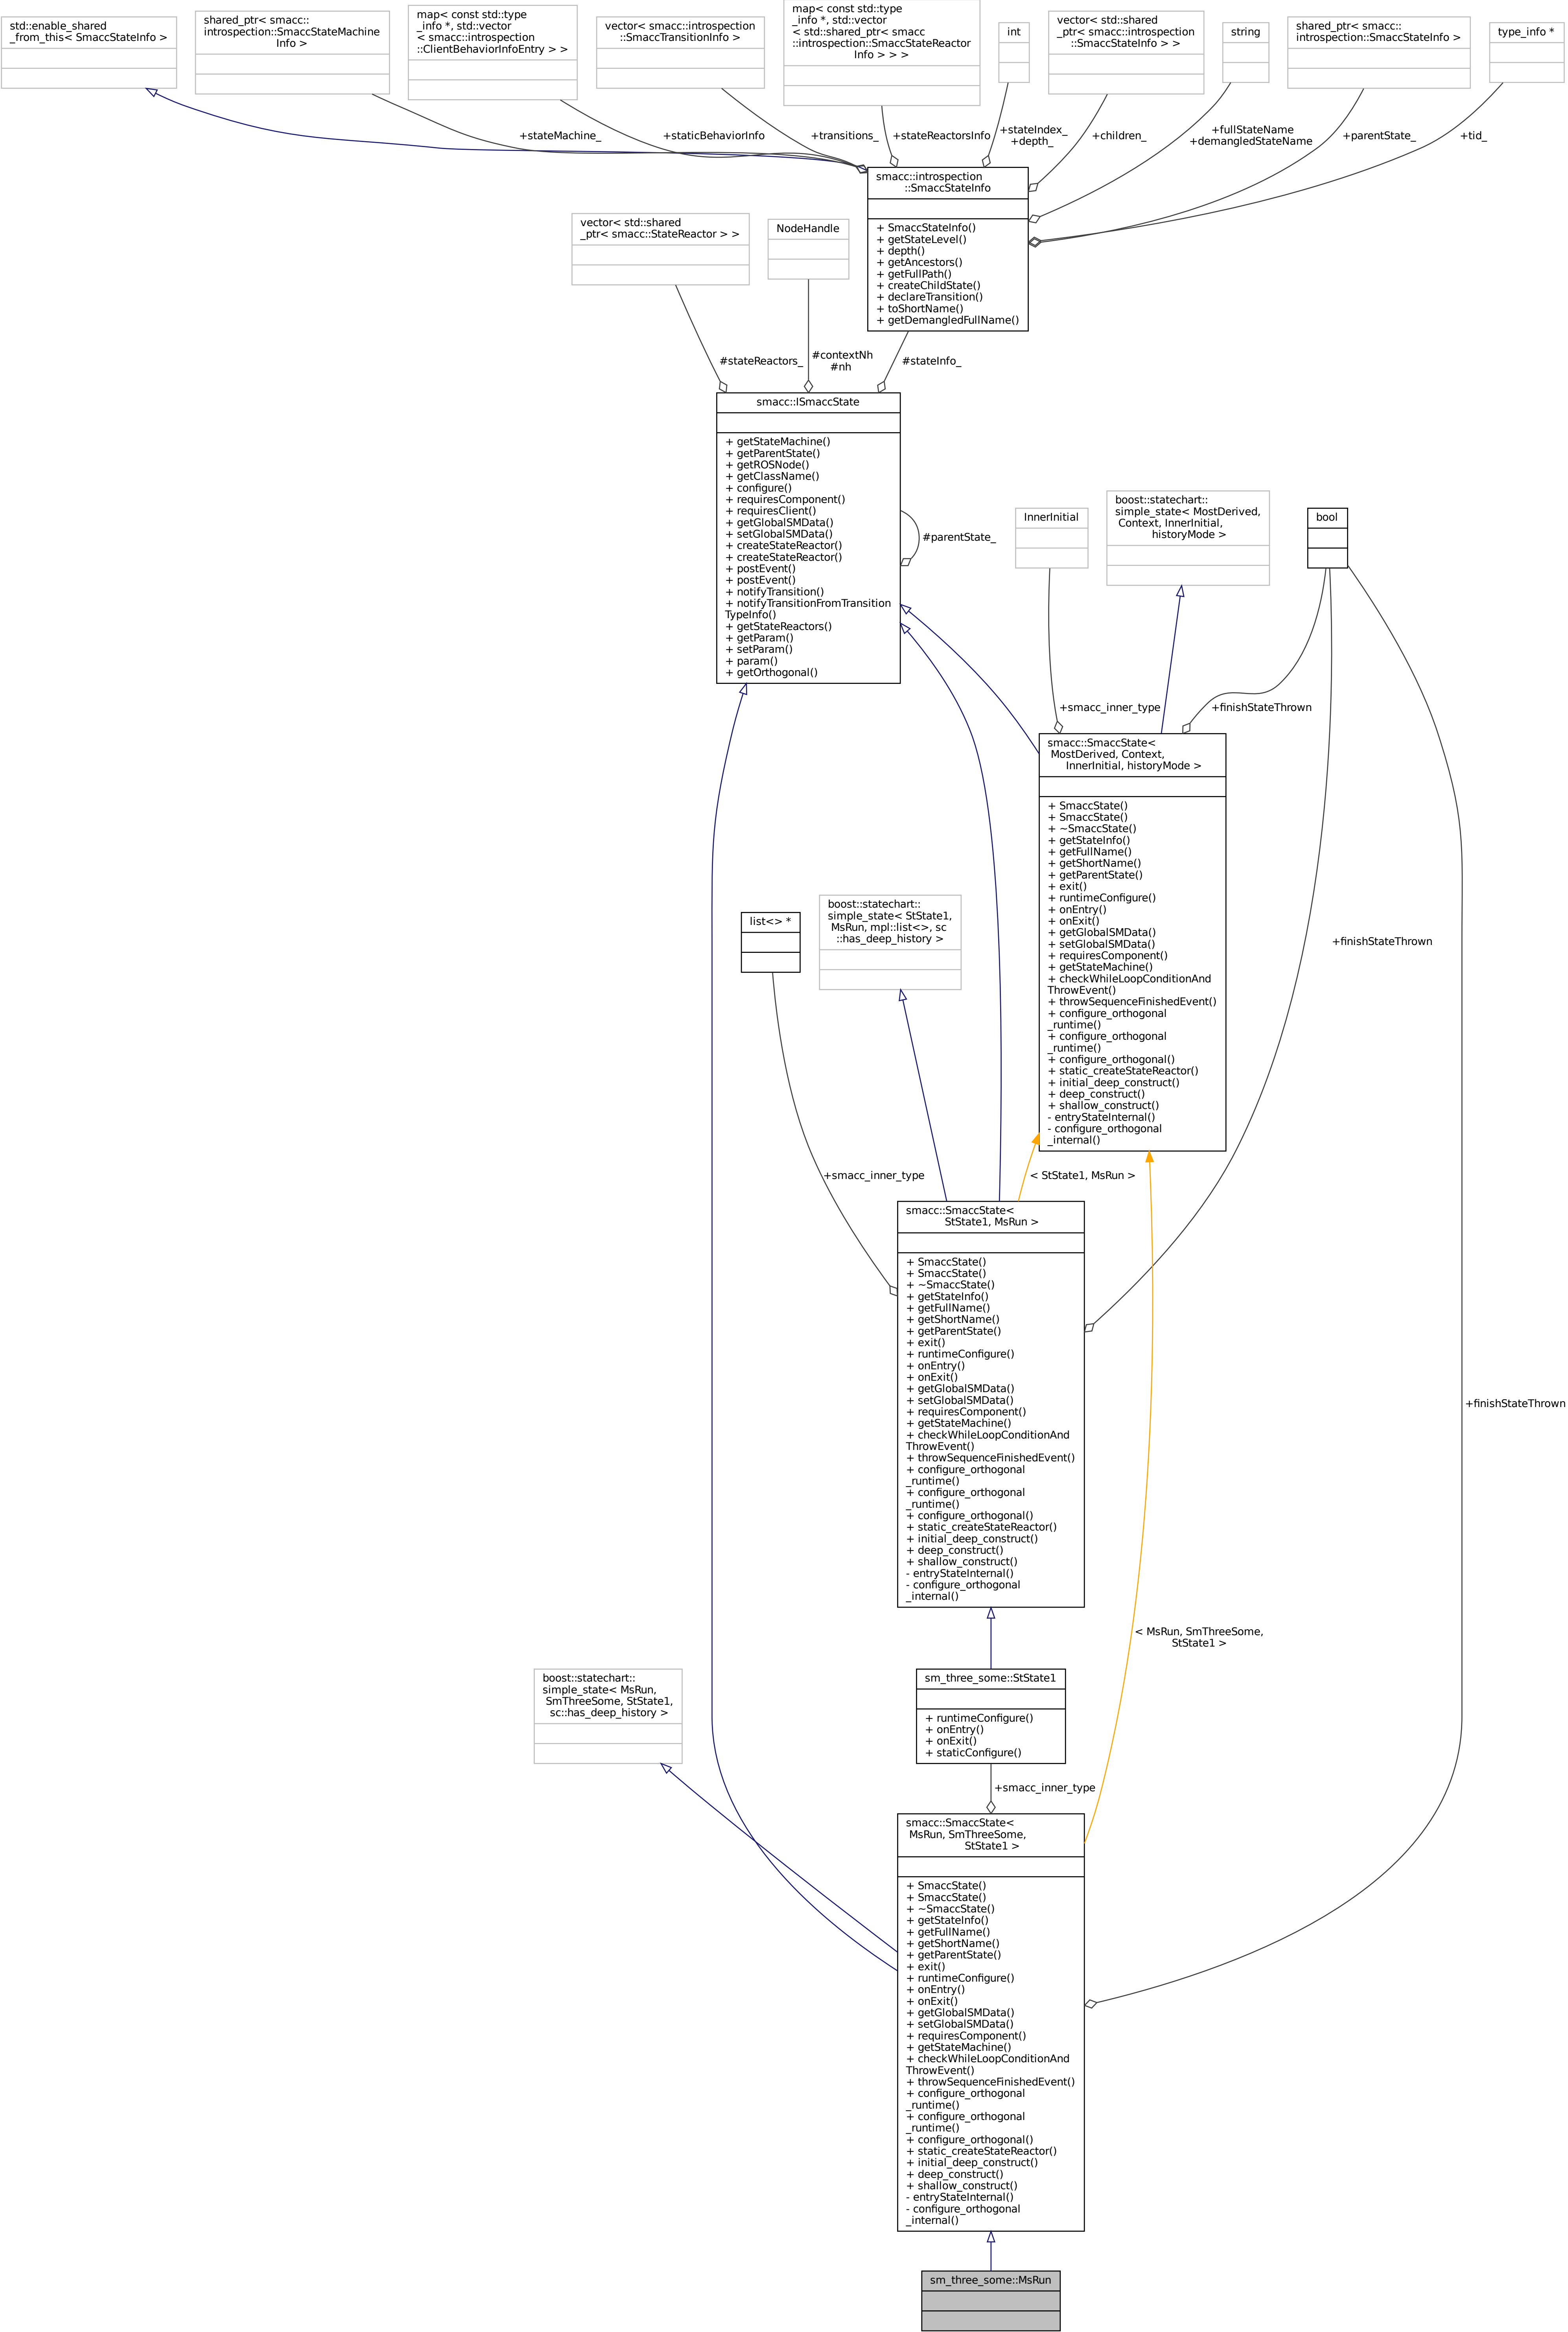 std::enable_shared
_from_this< SmaccStateInfo >
shared_ptr< smacc::
introspection::SmaccStateMachine
Info >
map< const std::type
_info *, std::vector
< smacc::introspection
::ClientBehaviorInfoEntry > >
vector< smacc::introspection
::SmaccTransitionInfo >
map< const std::type
_info *, std::vector
< std::shared_ptr< smacc
::introspection::SmaccStateReactor
Info > > >
int
vector< std::shared
_ptr< smacc::introspection
::SmaccStateInfo > >
string
shared_ptr< smacc::
introspection::SmaccStateInfo >
type_info *
+stateMachine_
+staticBehaviorInfo
+transitions_
+stateReactorsInfo
+stateIndex_
+depth_
+children_
+fullStateName
+demangledStateName
+parentState_
+tid_
smacc::introspection
::SmaccStateInfo
+ SmaccStateInfo()
+ getStateLevel()
+ depth()
+ getAncestors()
+ getFullPath()
+ createChildState()
+ declareTransition()
+ toShortName()
+ getDemangledFullName()
vector< std::shared
_ptr< smacc::StateReactor > >
NodeHandle
#stateReactors_
#contextNh
#nh
#stateInfo_
smacc::ISmaccState
+ getStateMachine()
+ getParentState()
+ getROSNode()
+ getClassName()
+ configure()
+ requiresComponent()
+ requiresClient()
+ getGlobalSMData()
+ setGlobalSMData()
+ createStateReactor()
+ createStateReactor()
+ postEvent()
+ postEvent()
+ notifyTransition()
+ notifyTransitionFromTransition
TypeInfo()
+ getStateReactors()
+ getParam()
+ setParam()
+ param()
+ getOrthogonal()
#parentState_
InnerInitial
boost::statechart::
simple_state< MostDerived,
Context, InnerInitial,
historyMode >
bool
+smacc_inner_type
+finishStateThrown
smacc::SmaccState<
MostDerived, Context,
InnerInitial, historyMode >
+ SmaccState()
+ SmaccState()
+ ~SmaccState()
+ getStateInfo()
+ getFullName()
+ getShortName()
+ getParentState()
+ exit()
+ runtimeConfigure()
+ onEntry()
+ onExit()
+ getGlobalSMData()
+ setGlobalSMData()
+ requiresComponent()
+ getStateMachine()
+ checkWhileLoopConditionAnd
ThrowEvent()
+ throwSequenceFinishedEvent()
+ configure_orthogonal
_runtime()
+ configure_orthogonal
_runtime()
+ configure_orthogonal()
+ static_createStateReactor()
+ initial_deep_construct()
+ deep_construct()
+ shallow_construct()
- entryStateInternal()
- configure_orthogonal
_internal()
list<> *
boost::statechart::
simple_state< StState1,
MsRun, mpl::list<>, sc
::has_deep_history >
+finishStateThrown
+smacc_inner_type
< StState1, MsRun >
smacc::SmaccState<
StState1, MsRun >
+ SmaccState()
+ SmaccState()
+ ~SmaccState()
+ getStateInfo()
+ getFullName()
+ getShortName()
+ getParentState()
+ exit()
+ runtimeConfigure()
+ onEntry()
+ onExit()
+ getGlobalSMData()
+ setGlobalSMData()
+ requiresComponent()
+ getStateMachine()
+ checkWhileLoopConditionAnd
ThrowEvent()
+ throwSequenceFinishedEvent()
+ configure_orthogonal
_runtime()
+ configure_orthogonal
_runtime()
+ configure_orthogonal()
+ static_createStateReactor()
+ initial_deep_construct()
+ deep_construct()
+ shallow_construct()
- entryStateInternal()
- configure_orthogonal
_internal()
+finishStateThrown
< MsRun, SmThreeSome,
StState1 >
boost::statechart::
simple_state< MsRun,
SmThreeSome, StState1,
sc::has_deep_history >
sm_three_some::StState1
+ runtimeConfigure()
+ onEntry()
+ onExit()
+ staticConfigure()
+smacc_inner_type
smacc::SmaccState<
MsRun, SmThreeSome,
StState1 >
+ SmaccState()
+ SmaccState()
+ ~SmaccState()
+ getStateInfo()
+ getFullName()
+ getShortName()
+ getParentState()
+ exit()
+ runtimeConfigure()
+ onEntry()
+ onExit()
+ getGlobalSMData()
+ setGlobalSMData()
+ requiresComponent()
+ getStateMachine()
+ checkWhileLoopConditionAnd
ThrowEvent()
+ throwSequenceFinishedEvent()
+ configure_orthogonal
_runtime()
+ configure_orthogonal
_runtime()
+ configure_orthogonal()
+ static_createStateReactor()
+ initial_deep_construct()
+ deep_construct()
+ shallow_construct()
- entryStateInternal()
- configure_orthogonal
_internal()
sm_three_some::MsRun